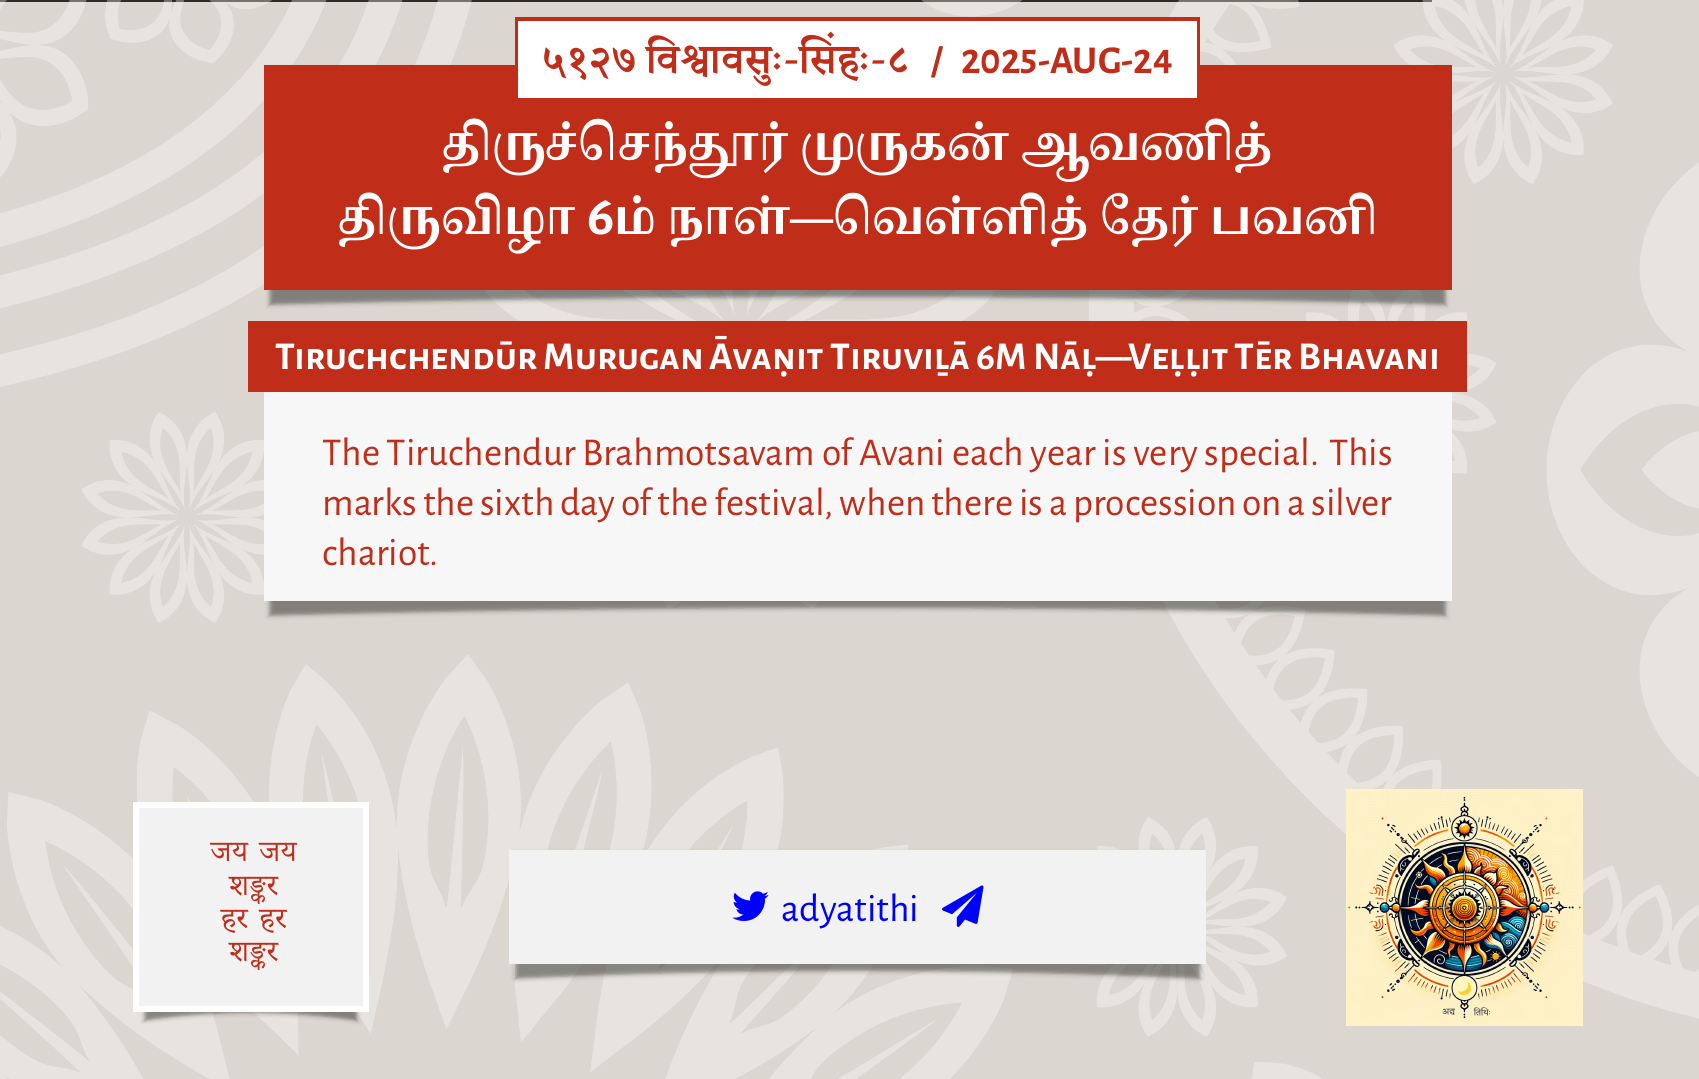 ५१२७ विश्वावसुः-सिंहः-८ / 2025-AUG-24
திருச்செந்தூர் முருகன் ஆவணித்
திருவிழா 6ம் நாள்—வெள்ளித் தேர் பவனி
Tiruchchendūr Murugan Āvaṇit Tiruviḻā 6M Nāḷ—Veḷḷit Tēr Bhavani
The Tiruchendur Brahmotsavam of Avani each year is very special. This
marks the sixth day of the festival, when there is a procession on a silver
chariot.
जय जय
शङ्कर
हर हर
शङ्कर
adyatithi
अद्य तिथिः